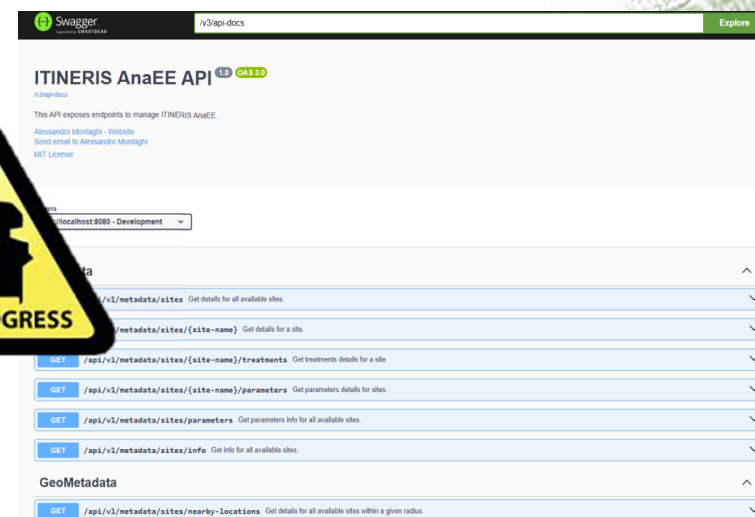 Swagger
Supported by SMARTBEAR
/v3/api-docs
Explore
ITINERIS AnaEE API 1.0 OAS 3.0
/v3/api-docs
This API exposes endpoints to manage ITINERIS AnaEE.
Alessandro Montaghi - Website
Send email to Alessandro Montaghi
MIT License
localhost:8080 - Development
/v1/metadata/sites Get details for all available sites.
/metadata/sites/{site-name} Get details for a site.
GET /api/v1/metadata/sites/{site-name}/treatments Get treatments details for a site.
GET /api/v1/metadata/sites/{site-name}/parameters Get parameters details for sites.
GET /api/v1/metadata/sites/parameters Get parameters info for all available sites.
GET /api/v1/metadata/sites/info Get info for all available sites.
GeoMetadata
GET /api/v1/metadata/sites/nearby-locations Get details for all available sites within a given radius.